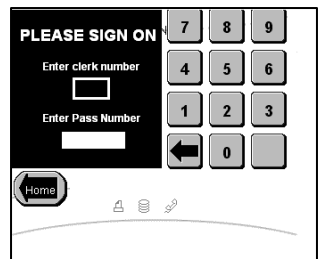 PLEASE SIGN ON
7 8 9
Enter clerk number
4 5 6
Enter Pass Number
1 2 3
0
Home